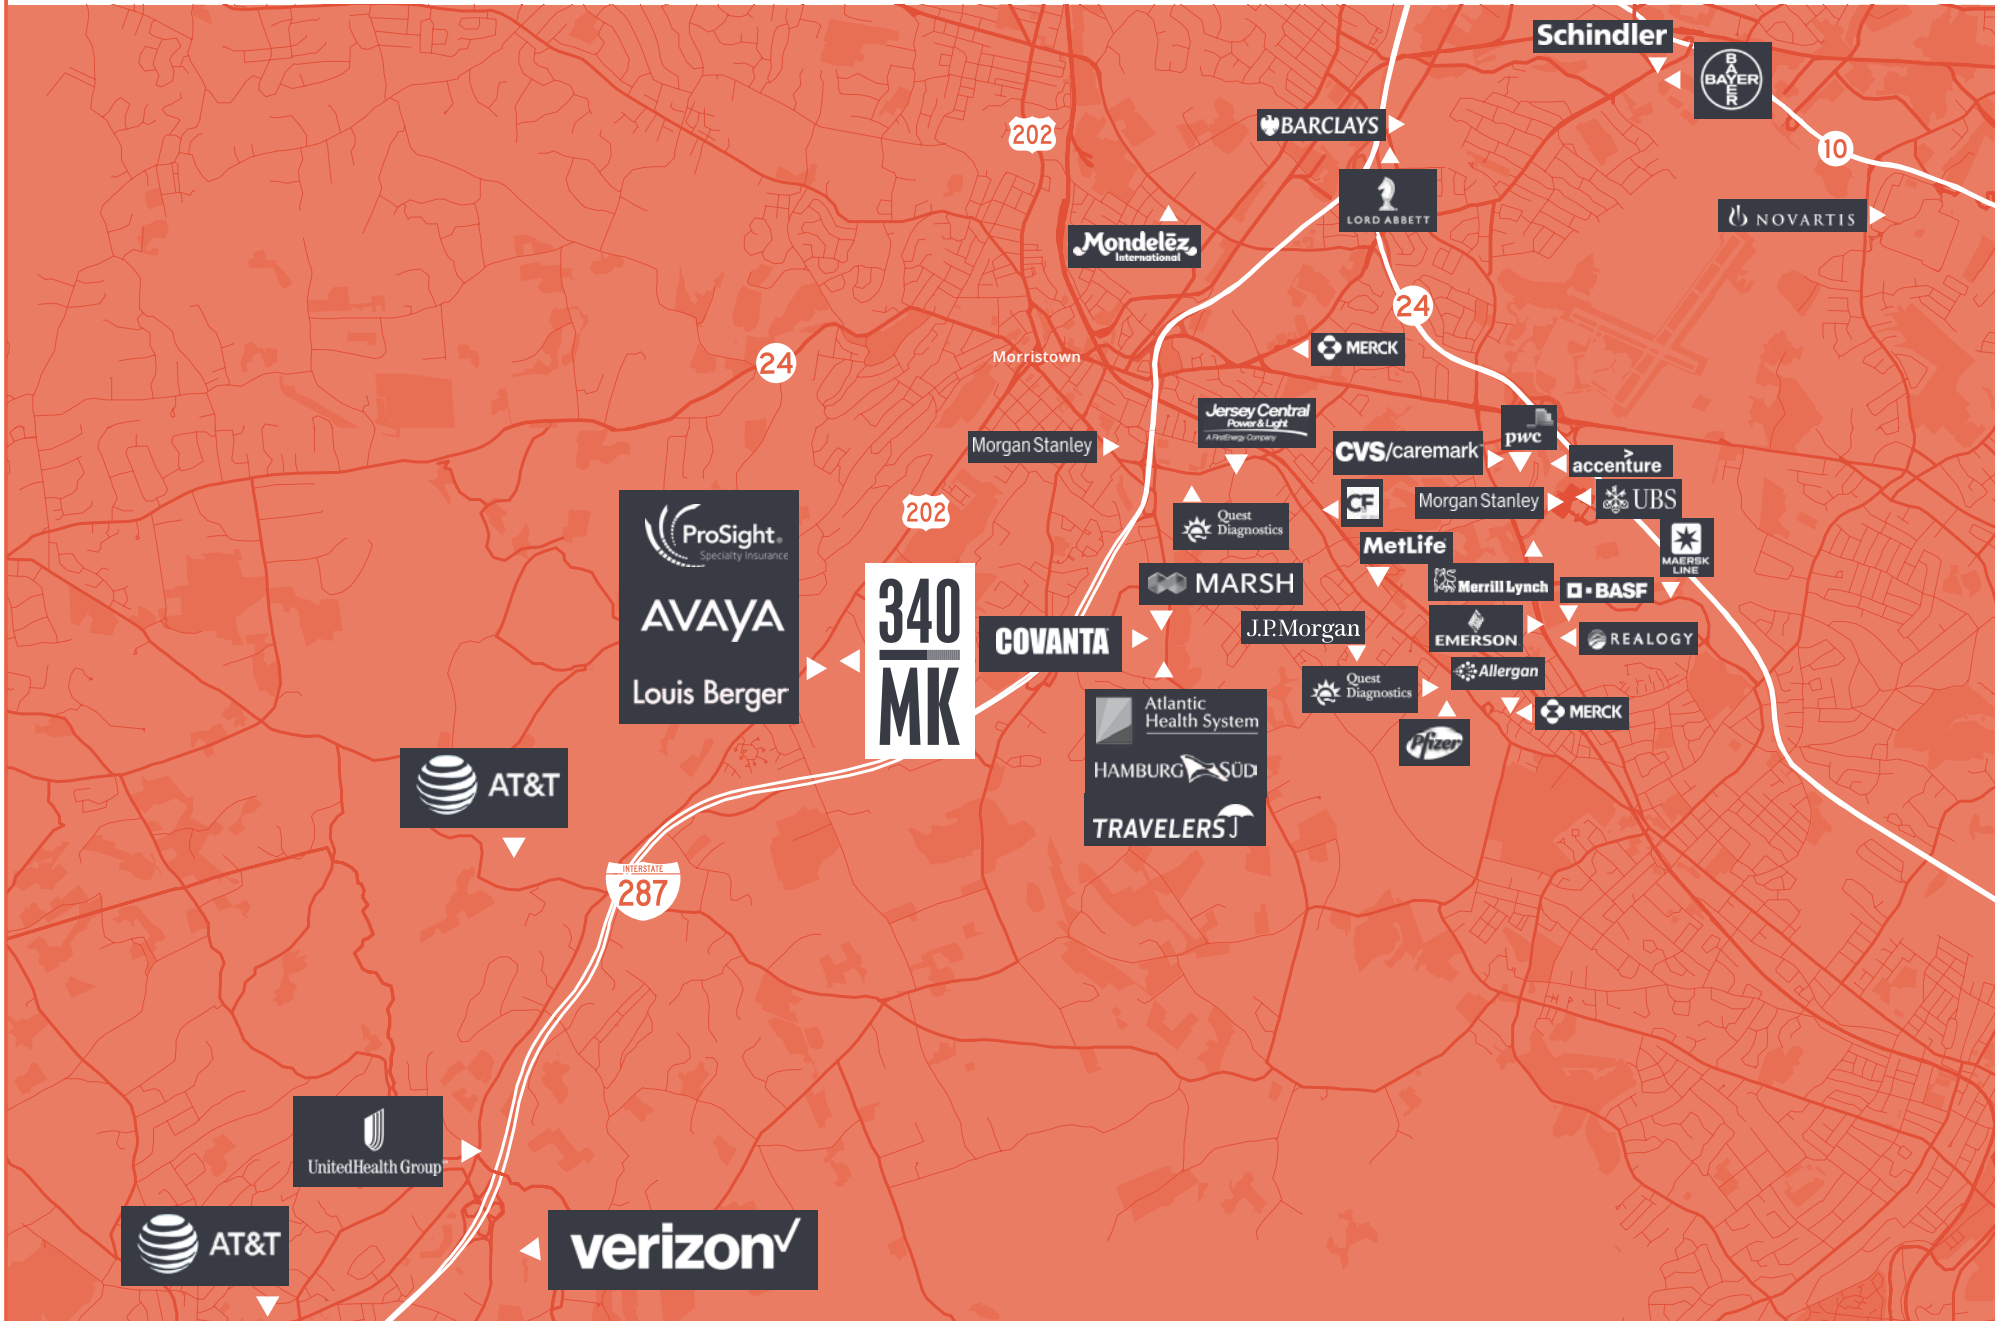 Schindler
BAYER
BAYER
10
202
BARCLAYS
LORD ABBETT
NOVARTIS
Mondelēz
International
24
MERCK
24
Morristown
Jersey Central
Power & Light
A FirstEnergy Company
Morgan Stanley
CVS/caremark
pwc
>
accenture
202
CF
Morgan Stanley
UBS
Quest
Diagnostics
ProSight®
Specialty Insurance
AVAYA
Louis Berger
MetLife
MAERSK
LINE
340
MK
MARSH
Merrill Lynch
BASF
COVANTA
J.P.Morgan
EMERSON
REALOGY
Quest
Diagnostics
Allergan
MERCK
Pfizer
Atlantic
Health System
HAMBURG SÜD
TRAVELERS
AT&T
INTERSTATE
287
UnitedHealth Group
AT&T
verizon